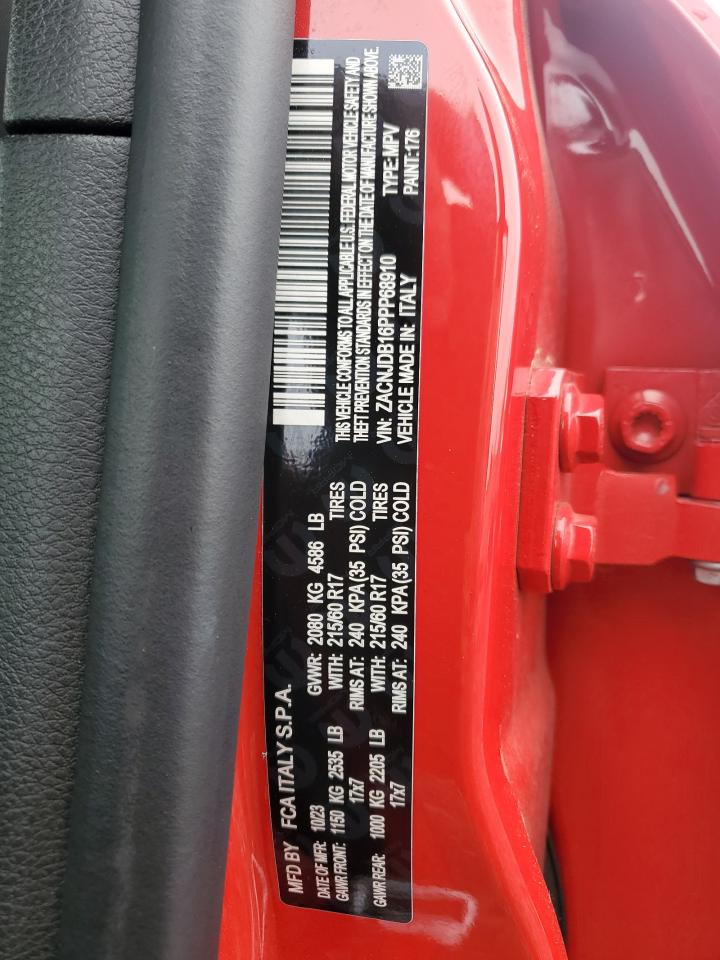 MFD BY FCA ITALY S.P.A.
DATE OF MFR: 10/23 GVWR: 2080 KG 4586 LB
GAWR FRONT: 1150 KG 2535 LB WITH: 215/60 R17 TIRES
17x7 RIMS AT: 240 KPA(35 PSI) COLD
GAWR REAR: 1000 KG 2205 LB WITH: 215/60 R17 TIRES
17x7 RIMS AT: 240 KPA(35 PSI) COLD
THIS VEHICLE CONFORMS TO ALL APPLICABLE U.S. FEDERAL MOTOR VEHICLE SAFETY AND
THEFT PREVENTION STANDARDS IN EFFECT ON THE DATE OF MANUFACTURE SHOWN ABOVE.
VIN: ZACNJDB16PPP68910 TYPE: MPV
VEHICLE MADE IN: ITALY PAINT: 176